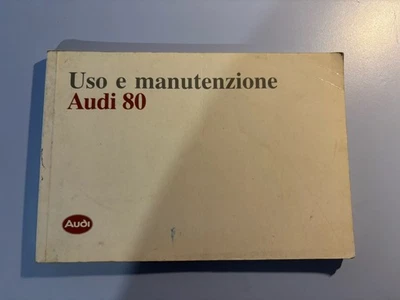 Uso e manutenzione
Audi 80
Audi